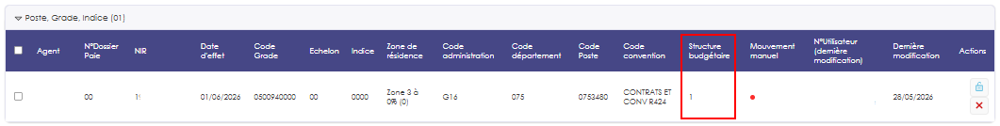 Poste, Grade, Indice (01)
Agent
N°Dossier
Paie
NIR
Date
d'effet
Code
Grade
Echelon
Indice
Zone de
résidence
Code
administration
Code
département
Code
Poste
Code
convention
Structure
budgétaire
Mouvement
manuel
N°Utilisateur
(dernière
modification)
Dernière
modification
Actions
00
01/06/2026
0500940000
00
0000
Zone 3 à
0% (0)
G16
075
0753480
CONTRATS ET
CONV R424
1
28/05/2026